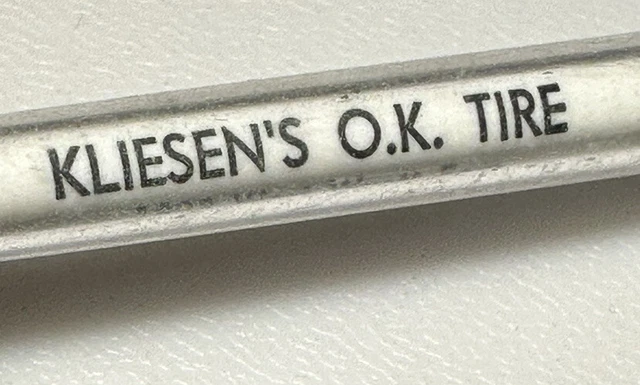 KLIESEN'S O.K. TIRE